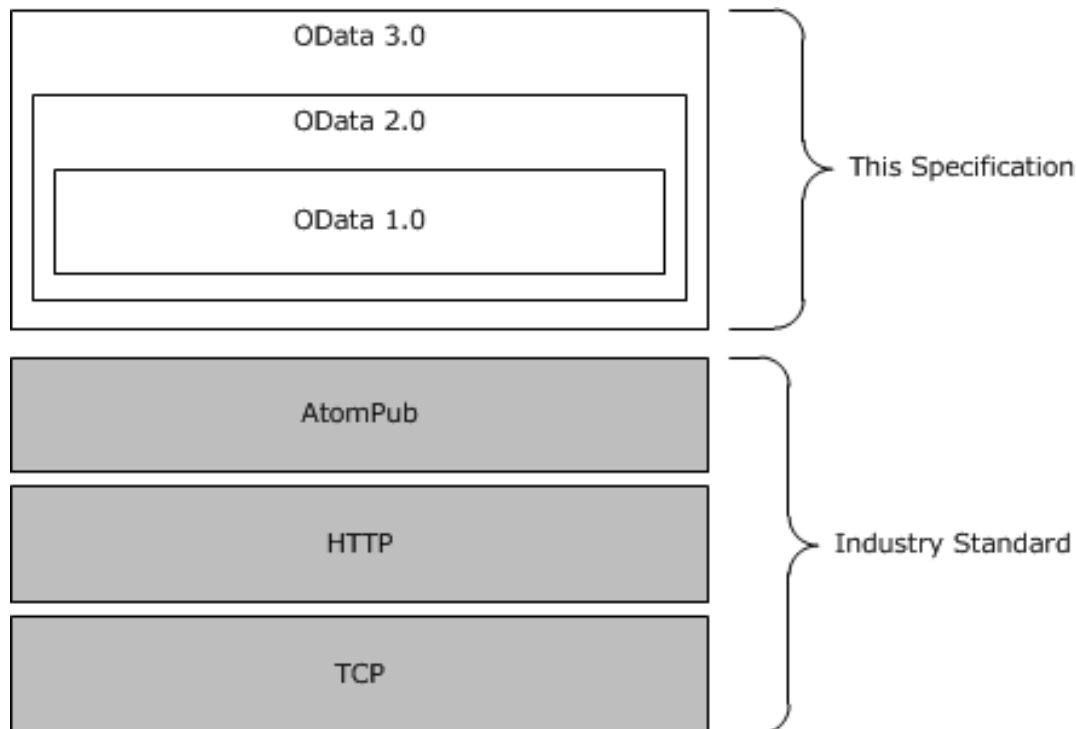 OData 3.0
OData 2.0
OData 1.0
This Specification
AtomPub
HTTP
Industry Standard
TCP